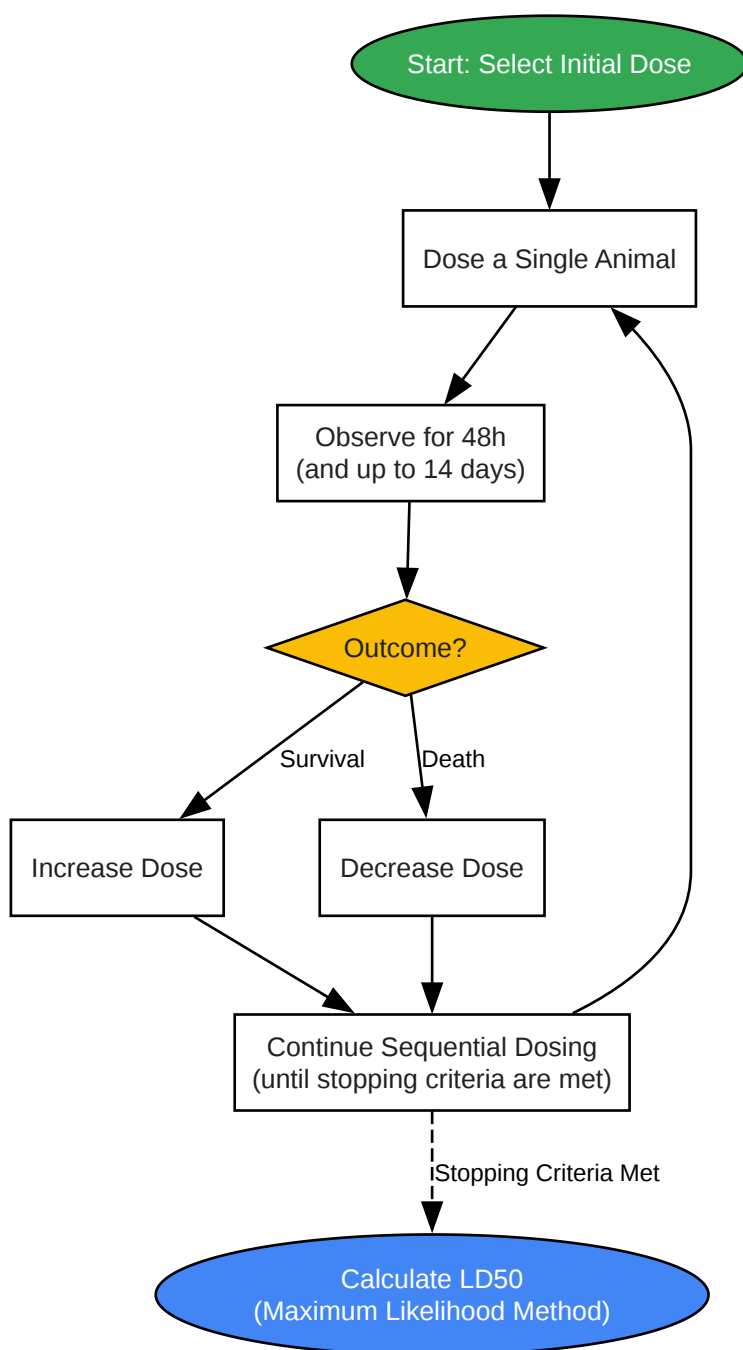 Start: Select Initial Dose
Dose a Single Animal
Observe for 48h
(and up to 14 days)
Outcome?
Survival
Death
Increase Dose
Decrease Dose
Continue Sequential Dosing
(until stopping criteria are met)
Stopping Criteria Met
Calculate LD50
(Maximum Likelihood Method)